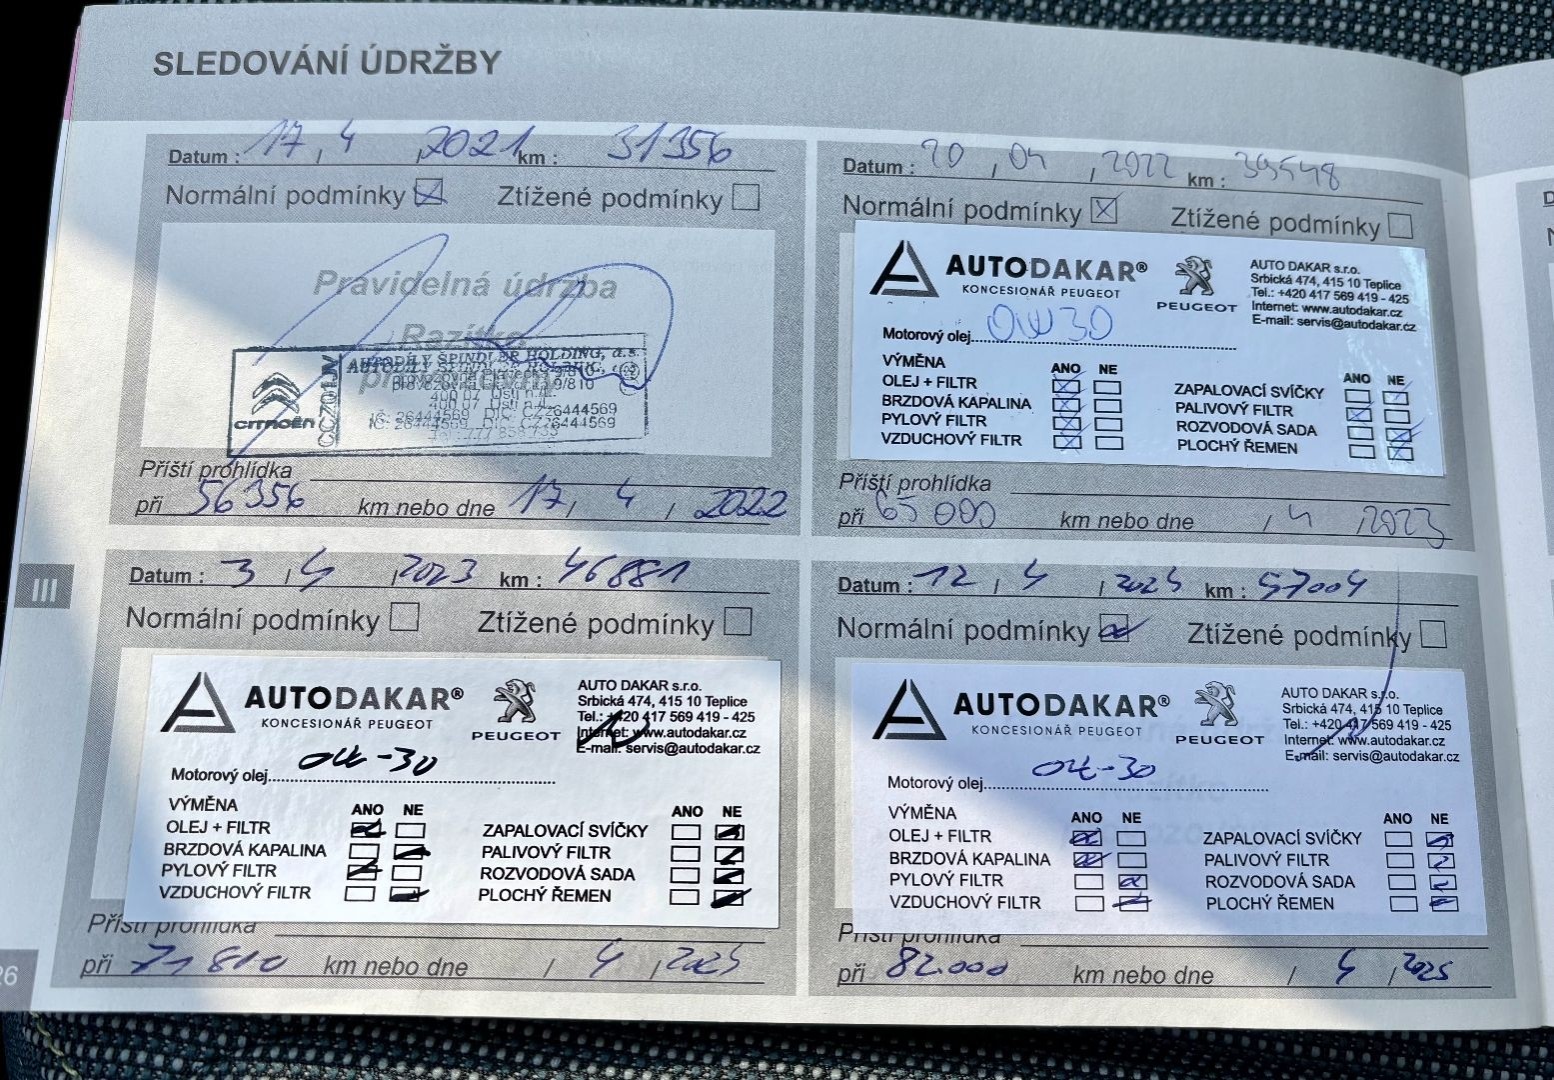 SLEDOVÁNÍ ÚDRŽBY
Datum : 17 / 4 / 2021 km : 31356
Normálni podmínky Ztížené podmínky
Pravidelná údržba
Razítko
CITROËN
CCZ01JV
AUTODÍLY ŠPINDLER HOLDING, a.s.
400 07 Ústí n.L.
IČ: 26444569 DIČ: CZ26444569
Příští prohlídka
při 56356 km nebo dne 17 / 4 / 2022
Datum : 20 / 04 / 2022 km : 39548
Normálni podmínky Ztížené podmínky
AUTODAKAR®
KONCESIONÁŘ PEUGEOT
PEUGEOT
AUTO DAKAR s.r.o.
Srbická 474, 415 10 Teplice
Tel.: +420 417 569 419 - 425
Internet: www.autodakar.cz
E-mail: servis@autodakar.cz
Motorový olej 0W30
VÝMĚNA ANO NE ANO NE
OLEJ + FILTR ZAPALOVACÍ SVÍČKY
BRZDOVÁ KAPALINA PALIVOVÝ FILTR
PYLOVÝ FILTR ROZVODOVÁ SADA
VZDUCHOVÝ FILTR PLOCHÝ ŘEMEN
Příští prohlídka
při 65 000 km nebo dne / 4 / 2023
III
Datum : 3 / 4 / 2023 km : 46881
Normálni podmínky Ztížené podmínky
AUTODAKAR®
KONCESIONÁŘ PEUGEOT
PEUGEOT
AUTO DAKAR s.r.o.
Srbická 474, 415 10 Teplice
Tel.: +420 417 569 419 - 425
Internet: www.autodakar.cz
E-mail: servis@autodakar.cz
Motorový olej 0W-30
VÝMĚNA ANO NE ANO NE
OLEJ + FILTR ZAPALOVACÍ SVÍČKY
BRZDOVÁ KAPALINA PALIVOVÝ FILTR
PYLOVÝ FILTR ROZVODOVÁ SADA
VZDUCHOVÝ FILTR PLOCHÝ ŘEMEN
Příští prohlídka
při 71 810 km nebo dne / 4 / 2024
Datum : 12 / 4 / 2024 km : 57004
Normálni podmínky Ztížené podmínky
AUTODAKAR®
KONCESIONÁŘ PEUGEOT
PEUGEOT
AUTO DAKAR s.r.o.
Srbická 474, 415 10 Teplice
Tel.: +420 417 569 419 - 425
Internet: www.autodakar.cz
E-mail: servis@autodakar.cz
Motorový olej 0W-30
VÝMĚNA ANO NE ANO NE
OLEJ + FILTR ZAPALOVACÍ SVÍČKY
BRZDOVÁ KAPALINA PALIVOVÝ FILTR
PYLOVÝ FILTR ROZVODOVÁ SADA
VZDUCHOVÝ FILTR PLOCHÝ ŘEMEN
Příští prohlídka
při 82.000 km nebo dne / 4 / 2025
26